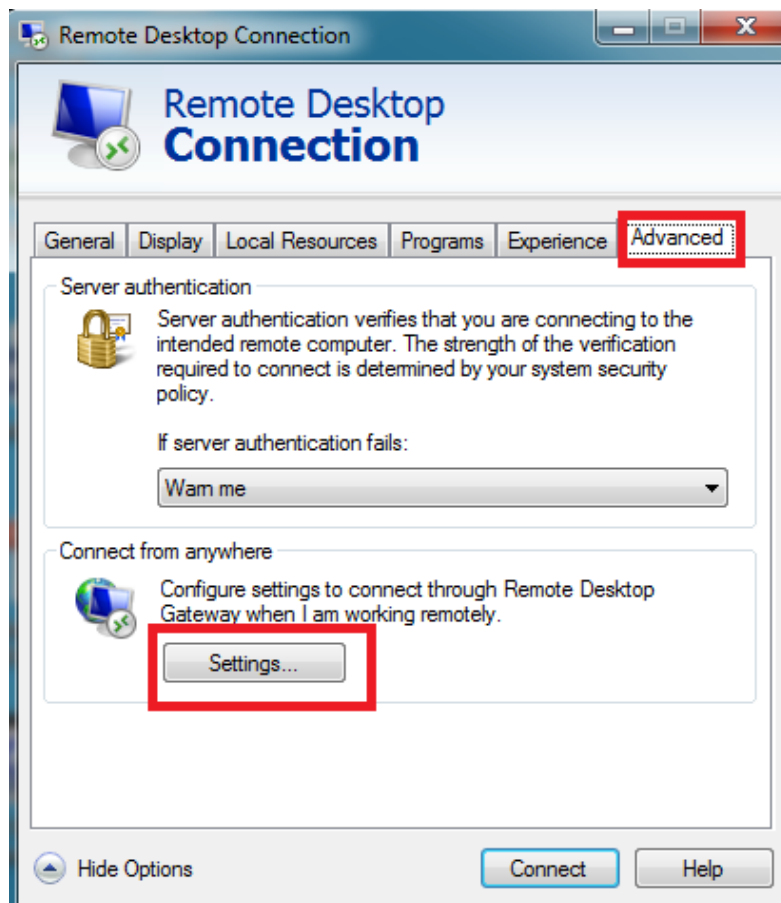 Remote Desktop Connection
Remote Desktop
Connection
General Display Local Resources Programs Experience Advanced
Server authentication
Server authentication verifies that you are connecting to the
intended remote computer. The strength of the verification
required to connect is determined by your system security
policy.
If server authentication fails:
Warn me
Connect from anywhere
Configure settings to connect through Remote Desktop
Gateway when I am working remotely.
Settings...
Hide Options Connect Help